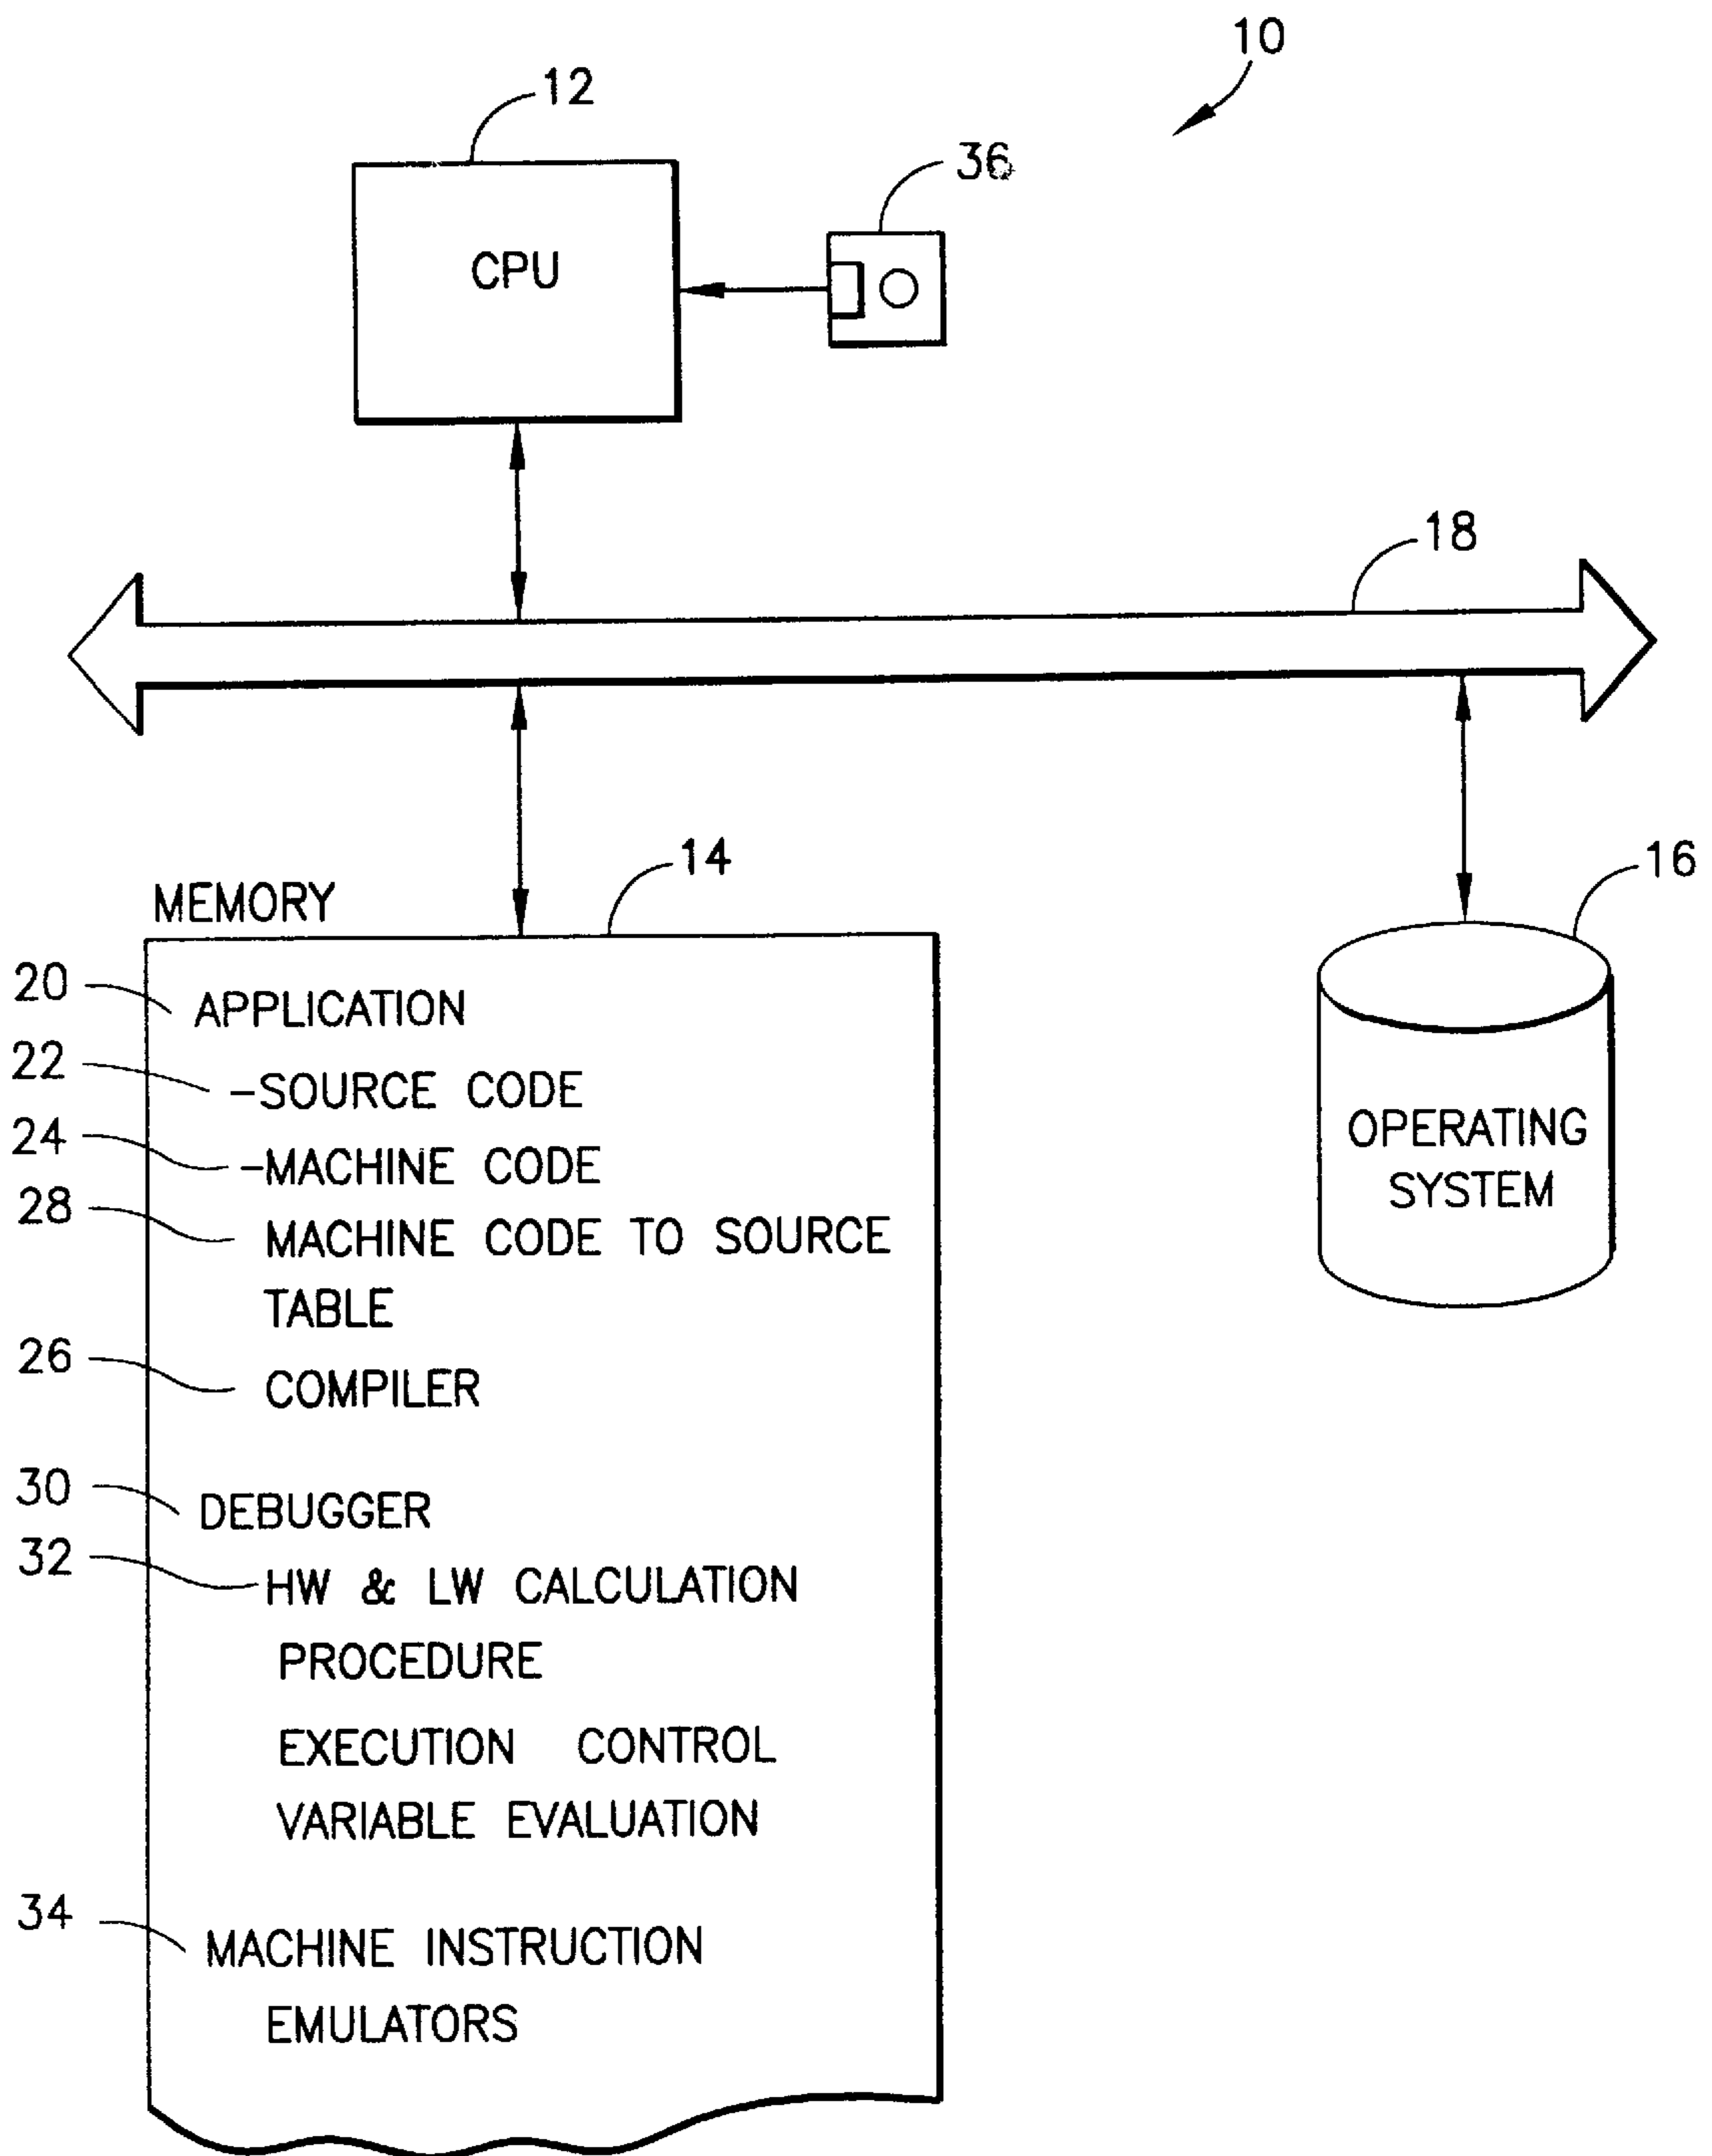 10
12
36
CPU
18
14
MEMORY
16
20 APPLICATION
22 -SOURCE CODE
24 -MACHINE CODE
28 MACHINE CODE TO SOURCE
TABLE
26 COMPILER
OPERATING
SYSTEM
30 DEBUGGER
32 HW & LW CALCULATION
PROCEDURE
EXECUTION CONTROL
VARIABLE EVALUATION
34 MACHINE INSTRUCTION
EMULATORS